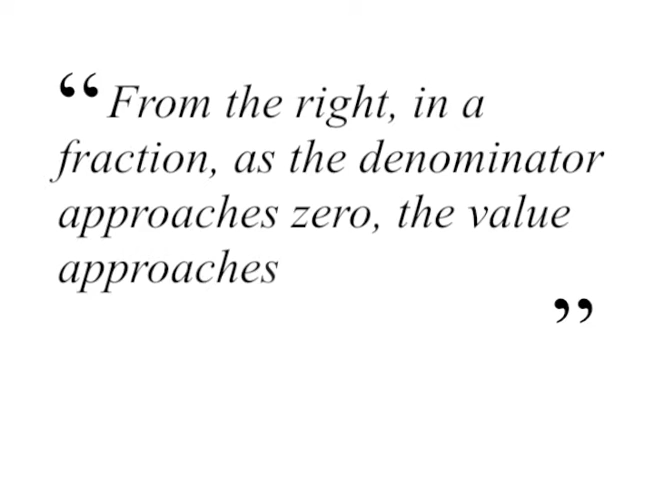 “From the right, in a
fraction, as the denominator
approaches zero, the value
approaches
”